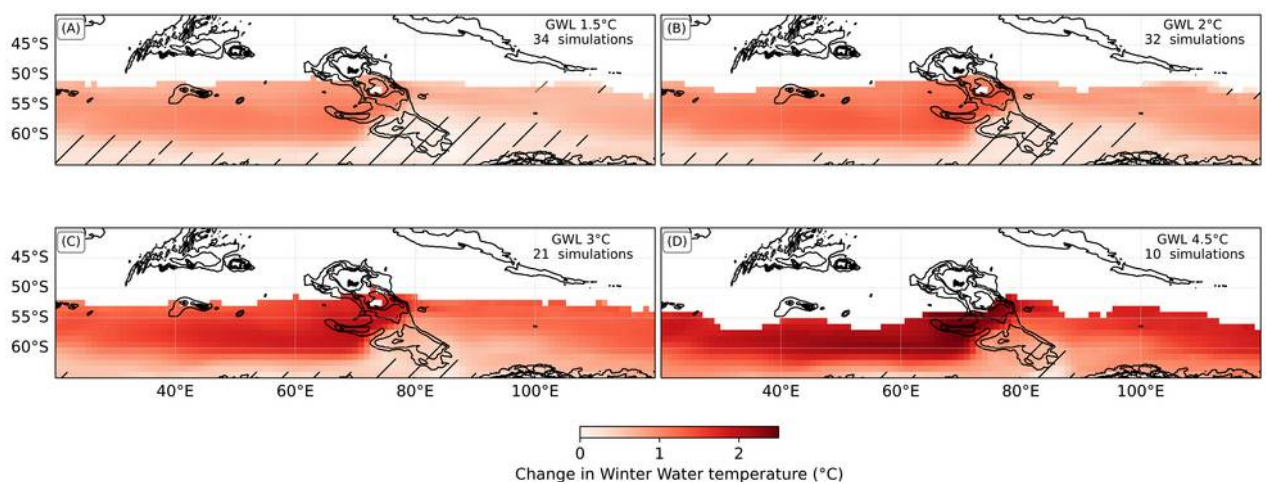 (A)
GWL 1.5°C
34 simulations
(B)
GWL 2°C
32 simulations
45°S
50°S
55°S
60°S
(C)
GWL 3°C
21 simulations
(D)
GWL 4.5°C
10 simulations
45°S
50°S
55°S
60°S
40°E 60°E 80°E 100°E 40°E 60°E 80°E 100°E
0 1 2
Change in Winter Water temperature (°C)